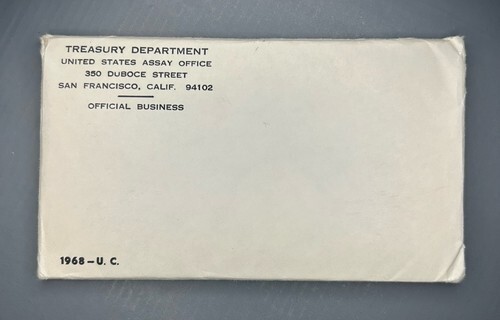 TREASURY DEPARTMENT
UNITED STATES ASSAY OFFICE
350 DUBOCE STREET
SAN FRANCISCO, CALIF. 94102
OFFICIAL BUSINESS
1968 – U. C.